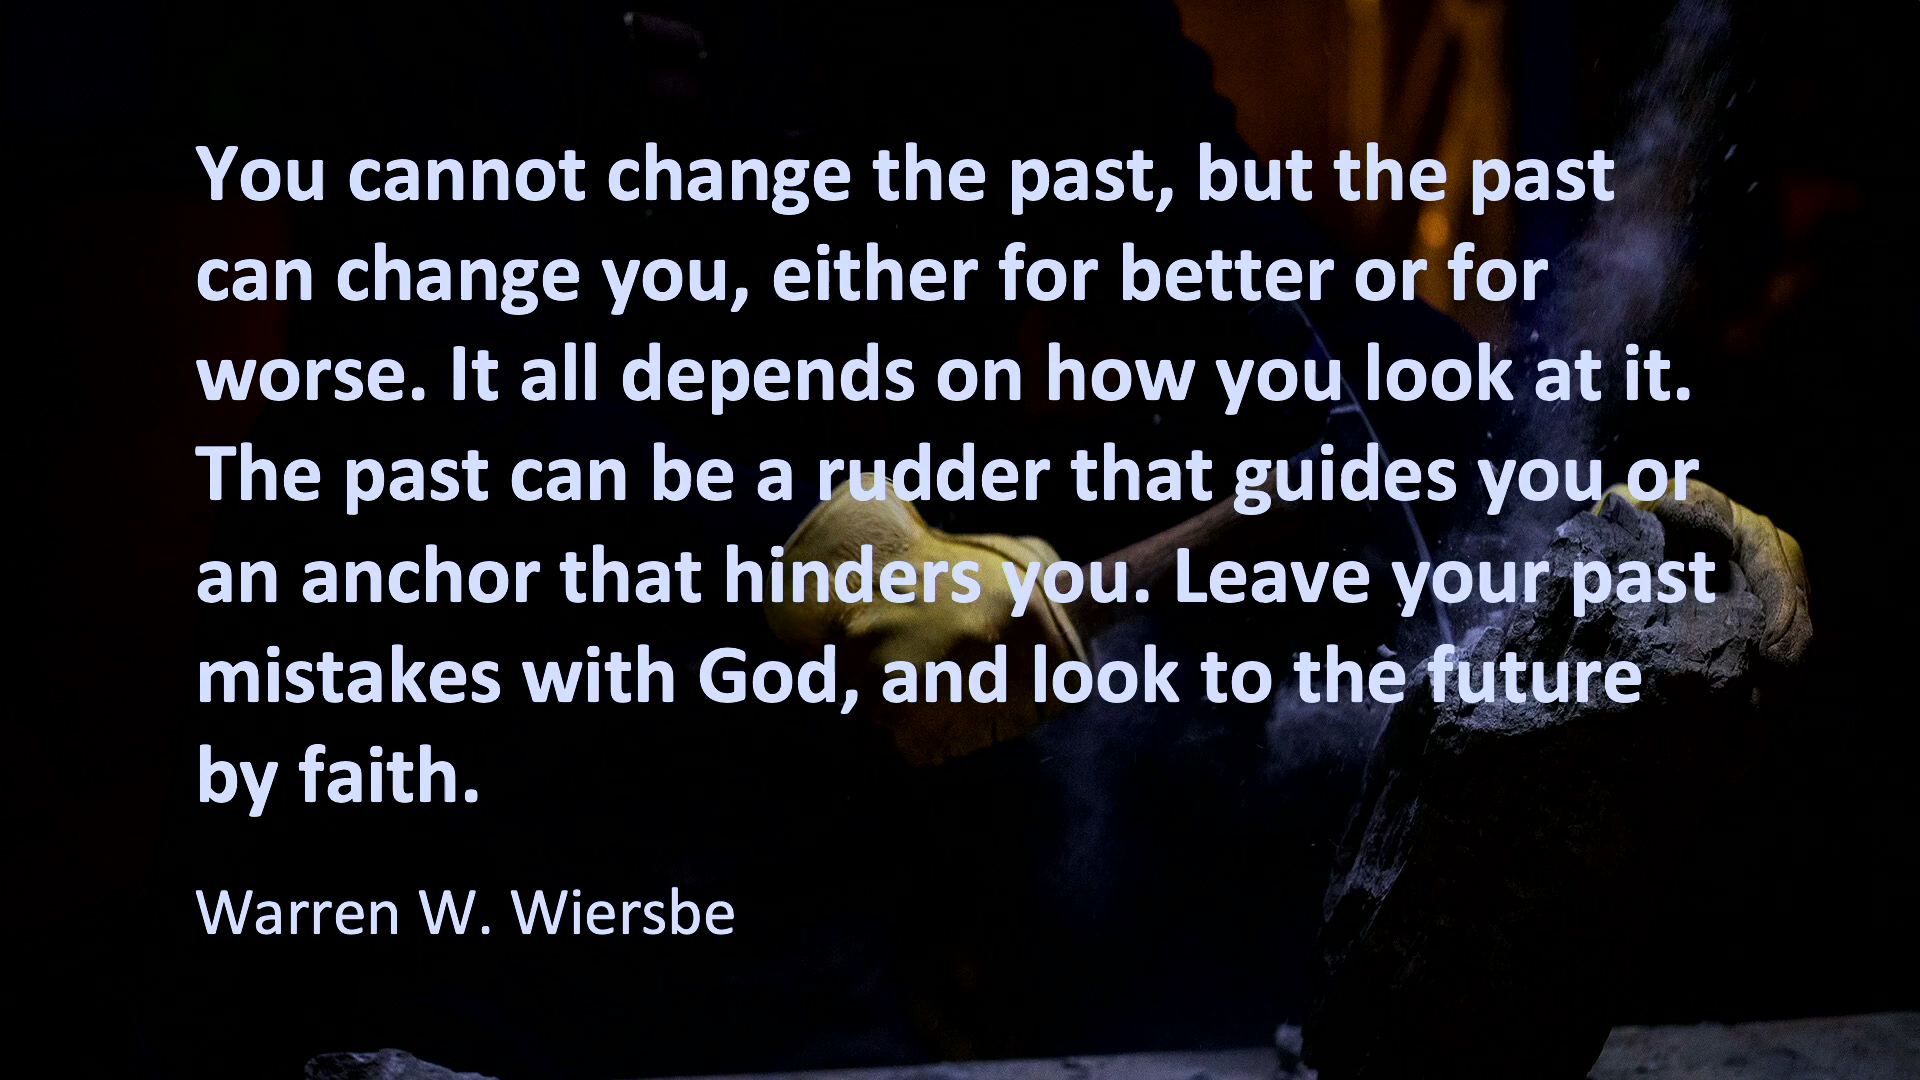 You cannot change the past, but the past
can change you, either for better or for
worse. It all depends on how you look at it.
The past can be a rudder that guides you or
an anchor that hinders you. Leave your past
mistakes with God, and look to the future
by faith.
Warren W. Wiersbe